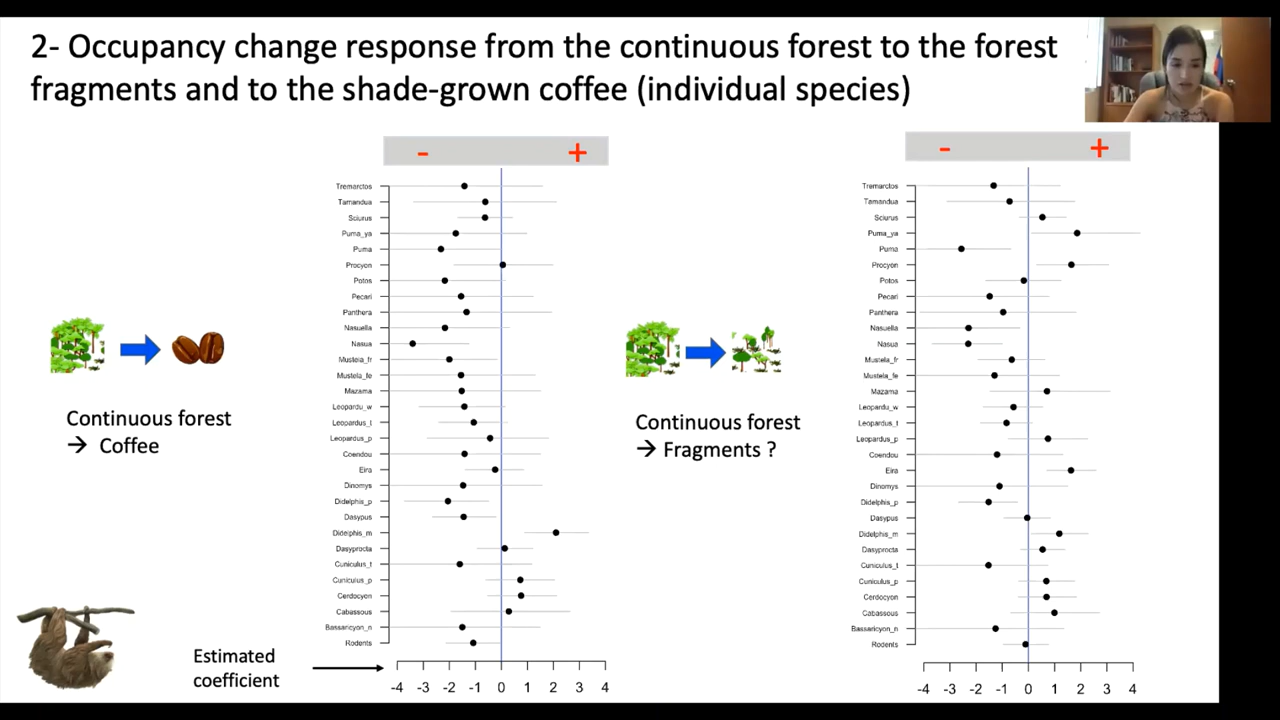 2- Occupancy change response from the continuous forest to the forest
fragments and to the shade-grown coffee (individual species)
- +
Tremarctos
Tamandua
Sciurus
Puma_ya
Puma
Procyon
Potos
Pecari
Panthera
Nasuella
Nasua
Mustela_fr
Mustela_fe
Mazama
Leopardu_w
Leopardus_t
Leopardus_p
Coendou
Eira
Dinomys
Didelphis_p
Dasypus
Didelphis_m
Dasyprocta
Cuniculus_t
Cuniculus_p
Cerdocyon
Cabassous
Bassaricyon_n
Rodents
-4 -3 -2 -1 0 1 2 3 4
Continuous forest
→ Coffee
Estimated
coefficient
- +
Tremarctos
Tamandua
Sciurus
Puma_ya
Puma
Procyon
Potos
Pecari
Panthera
Nasuella
Nasua
Mustela_fr
Mustela_fe
Mazama
Leopardu_w
Leopardus_t
Leopardus_p
Coendou
Eira
Dinomys
Didelphis_p
Dasypus
Didelphis_m
Dasyprocta
Cuniculus_t
Cuniculus_p
Cerdocyon
Cabassous
Bassaricyon_n
Rodents
-4 -3 -2 -1 0 1 2 3 4
Continuous forest
→ Fragments ?